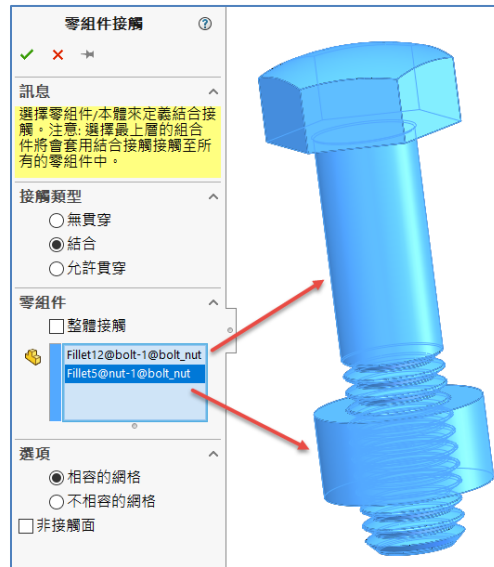 零組件接觸
訊息
選擇零組件/本體來定義結合接
觸。注意: 選擇最上層的組合
件將會套用結合接觸接觸至所
有的零組件中。
接觸類型
無貫穿
結合
允許貫穿
零組件
整體接觸
Fillet12@bolt-1@bolt_nut
Fillet5@nut-1@bolt_nut
選項
相容的網格
不相容的網格
非接觸面